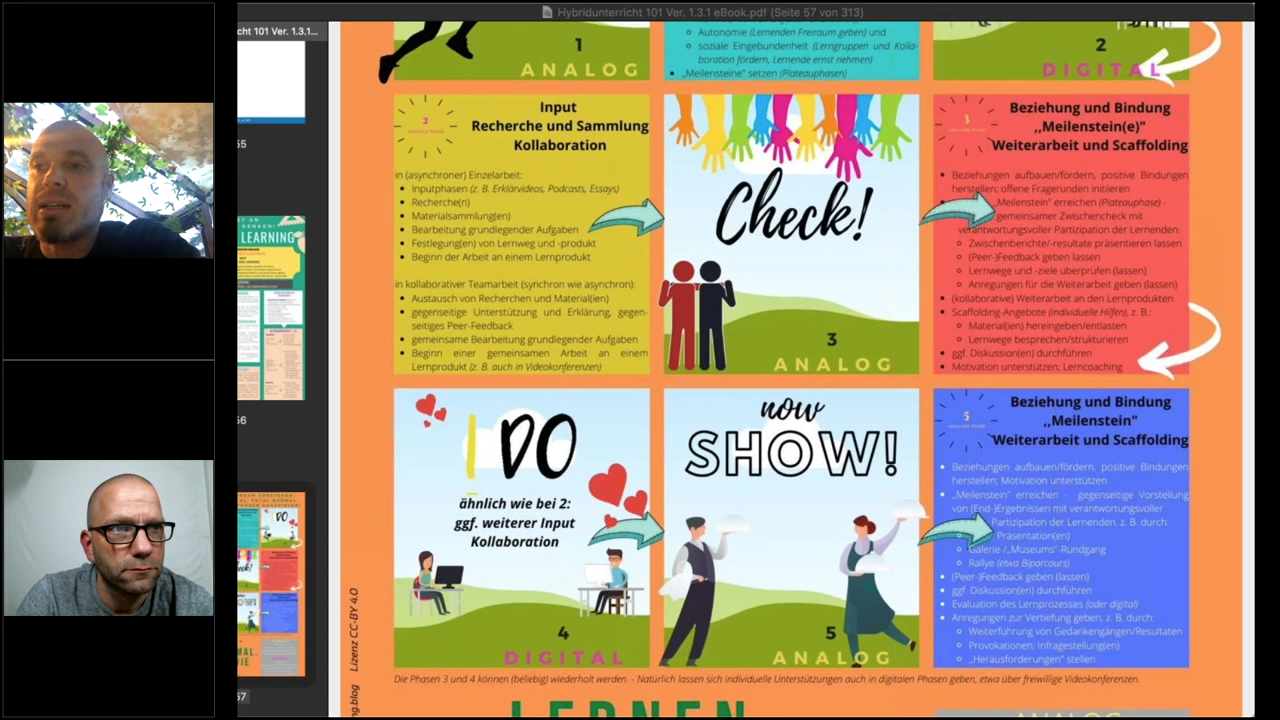 Hybridunterricht 101 Ver. 1.3.1 eBook.pdf (Seite 57 von 313)
cht 101 Ver. 1.3.1...
55
ET AN
DENKEN!
LEARNING
56
57
1
ANALOG
Autonomie (Lernenden Freiraum geben) und
soziale Eingebundenheit (Lerngruppen und Kolla-
boration fördern, Lernende ernst nehmen)
„Meilensteine" setzen (Plateauphasen)
2
DIGITAL
2
Input
Recherche und Sammlung
Kollaboration
in (asynchroner) Einzelarbeit:
Inputphasen (z. B. Erklärvideos, Podcasts, Essays)
Recherche(n)
Materialsammlung(en)
Bearbeitung grundlegender Aufgaben
Festlegung(en) von Lernweg und -produkt
Beginn der Arbeit an einem Lernprodukt
in kollaborativer Teamarbeit (synchron wie asynchron):
Austausch von Recherchen und Material(ien)
gegenseitige Unterstützung und Erklärung, gegen-
seitiges Peer-Feedback
gemeinsame Bearbeitung grundlegender Aufgaben
Beginn einer gemeinsamen Arbeit an einem
Lernprodukt (z. B. auch in Videokonferenzen)
Check!
3
ANALOG
3
Beziehung und Bindung
,,Meilenstein(e)"
Weiterarbeit und Scaffolding
Beziehungen aufbauen/fördern, positive Bindungen
herstellen; offene Fragerunden initiieren
„Meilenstein" erreichen (Plateauphase) -
gemeinsamer Zwischencheck mit
verantwortungsvoller Partizipation der Lernenden:
Zwischenberichte/-resultate präsentieren lassen
(Peer-)Feedback geben lassen
Lernwege und -ziele überprüfen (lassen)
Anregungen für die Weiterarbeit geben (lassen)
(kollaborative) Weiterarbeit an den Lernprodukten
Scaffolding-Angebote (individuelle Hilfen), z. B.:
Material(ien) hereingeben/entlasten
Lernwege besprechen/strukturieren
ggf. Diskussion(en) durchführen
Motivation unterstützen; Lerncoaching
I DO
ähnlich wie bei 2:
ggf. weiterer Input
Kollaboration
4
DIGITAL
now
SHOW!
5
ANALOG
5
Beziehung und Bindung
,,Meilenstein"
Weiterarbeit und Scaffolding
Beziehungen aufbauen/fördern, positive Bindungen
herstellen; Motivation unterstützen
„Meilenstein" erreichen - gegenseitige Vorstellung
von (End-)Ergebnissen mit verantwortungsvoller
Partizipation der Lernenden, z. B. durch:
Präsentation(en)
Galerie-/„Museums"-Rundgang
Rallye (etwa Biparcours)
(Peer-)Feedback geben (lassen)
ggf. Diskussion(en) durchführen
Evaluation des Lernprozesses (oder digital)
Anregungen zur Vertiefung geben, z. B. durch:
Weiterführung von Gedankengängen/Resultaten
Provokationen; Infragestellung(en)
„Herausforderungen" stellen
Die Phasen 3 und 4 können (beliebig) wiederholt werden. - Natürlich lassen sich individuelle Unterstützungen auch in digitalen Phasen geben, etwa über freiwillige Videokonferenzen.
ng.blog Lizenz CC-BY 4.0
LERNEN
ANALOG